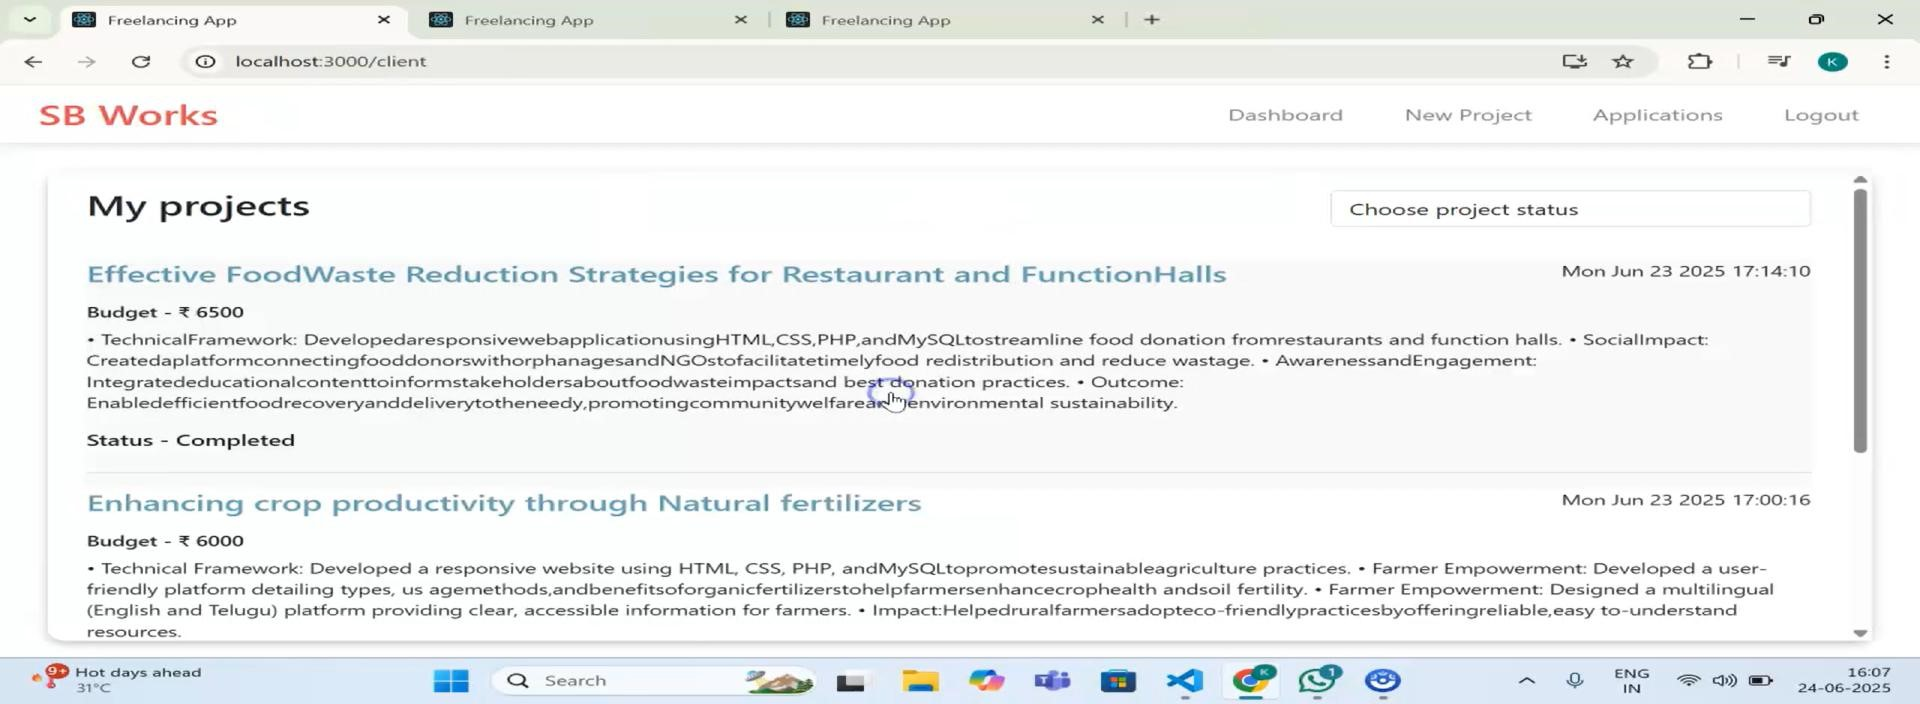 Freelancing App
Freelancing App
Freelancing App
localhost:3000/client
K
SB Works
Dashboard
New Project
Applications
Logout
My projects
Choose project status
Effective FoodWaste Reduction Strategies for Restaurant and FunctionHalls
Mon Jun 23 2025 17:14:10
Budget - ₹ 6500
• TechnicalFramework: DevelopedaresponsivewebapplicationusingHTML,CSS,PHP,andMySQLtostreamline food donation fromrestaurants and function halls. • SocialImpact:
CreatedaplatformconnectingfooddonorswithorphanagesandNGOstofacilitatetimelyfood redistribution and reduce wastage. • AwarenessandEngagement:
Integratededucationalcontenttoinformstakeholdersaboutfoodwasteimpactsand best donation practices. • Outcome:
environmental sustainability.
Status - Completed
Enhancing crop productivity through Natural fertilizers
Mon Jun 23 2025 17:00:16
Budget - ₹ 6000
• Technical Framework: Developed a responsive website using HTML, CSS, PHP, andMySQLtopromotesustainableagriculture practices. • Farmer Empowerment: Developed a user-
friendly platform detailing types, us agemethods,andbenefitsoforganicfertilizerstohelpfarmersenhancecrophealth andsoil fertility. • Farmer Empowerment: Designed a multilingual
(English and Telugu) platform providing clear, accessible information for farmers. • Impact:Helpedruralfarmersadopteco-friendlypracticesbyofferingreliable,easy to-understand
resources.
9+
Hot days ahead
31°C
Search
K
1
ENG
IN
16:07
24-06-2025